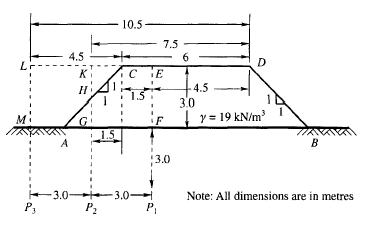 10.5
7.5
4.5 6
L K C E D
H 1 1 1.5 4.5
3.0 γ = 19 kN/m³ 1 1
M A G F B
1.5
3.0
3.0 3.0 Note: All dimensions are in metres
P₃ P₂ P₁